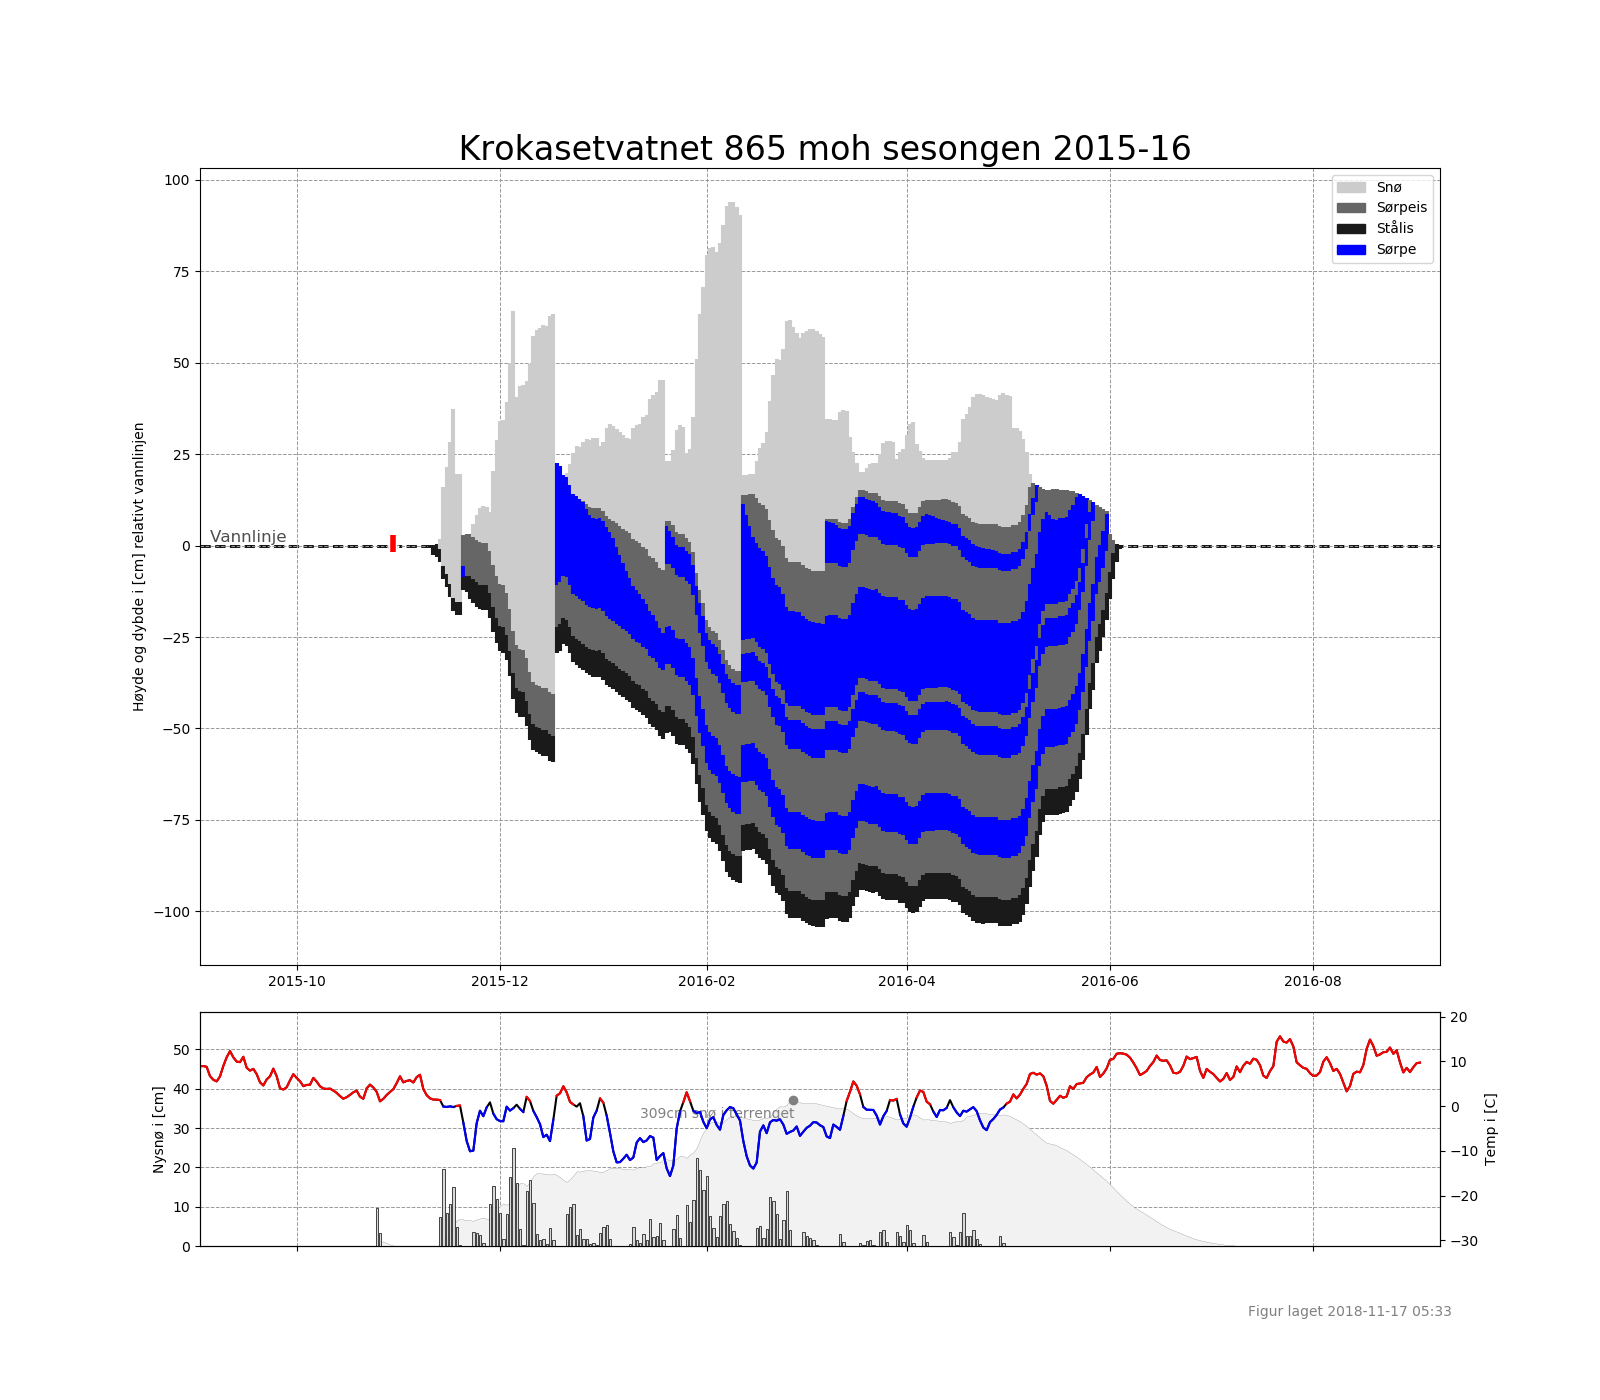 Krokasetvatnet 865 moh sesongen 2015-16
Snø
Sørpeis
Stålis
Sørpe
100
75
50
25
0
−25
−50
−75
−100
Høyde og dybde i [cm] relativt vannlinjen
Vannlinje
2015-10
2015-12
2016-02
2016-04
2016-06
2016-08
50
40
30
20
10
0
Nysnø i [cm]
309cm snø i terrenget
20
10
0
−10
−20
−30
Temp i [C]
Figur laget 2018-11-17 05:33